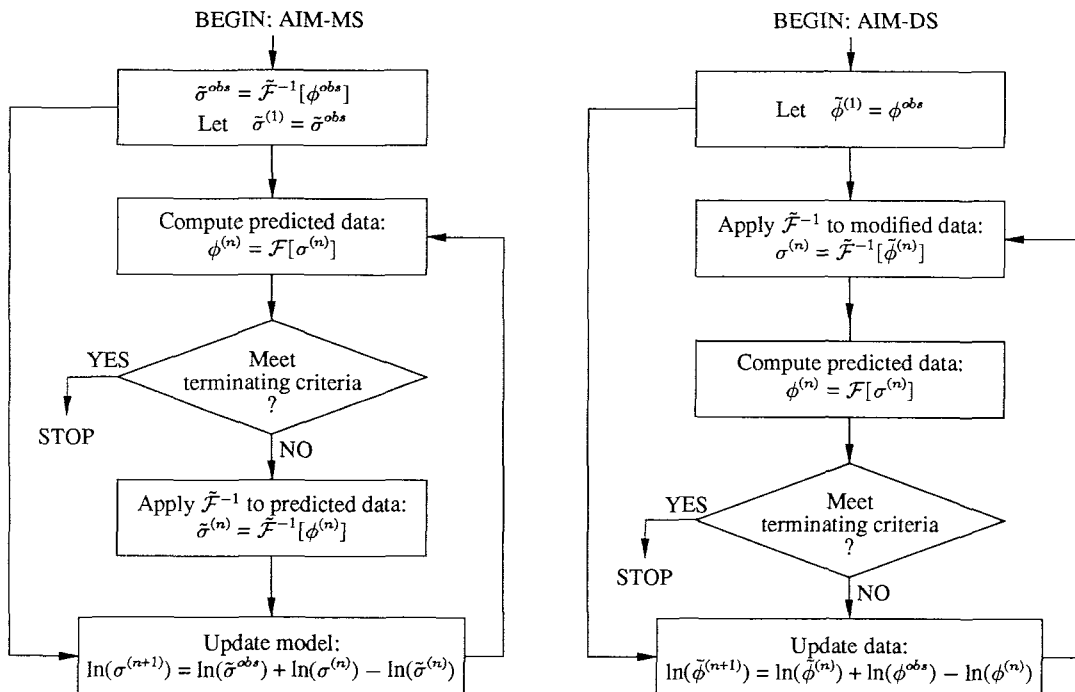 BEGIN: AIM-MS
σ̃^{obs} = F̃^{-1}[ϕ^{obs}]
Let σ̃^{(1)} = σ̃^{obs}
Compute predicted data:
ϕ^{(n)} = F[σ^{(n)}]
YES
Meet
terminating criteria
?
STOP
NO
Apply F̃^{-1} to predicted data:
σ̃^{(n)} = F̃^{-1}[ϕ^{(n)}]
Update model:
ln(σ^{(n+1)}) = ln(σ̃^{obs}) + ln(σ^{(n)}) − ln(σ̃^{(n)})
BEGIN: AIM-DS
Let ϕ̃^{(1)} = ϕ^{obs}
Apply F̃^{-1} to modified data:
σ^{(n)} = F̃^{-1}[ϕ̃^{(n)}]
Compute predicted data:
ϕ^{(n)} = F[σ^{(n)}]
YES
Meet
terminating criteria
?
STOP
NO
Update data:
ln(ϕ̃^{(n+1)}) = ln(ϕ̃^{(n)}) + ln(ϕ^{obs}) − ln(ϕ^{(n)})